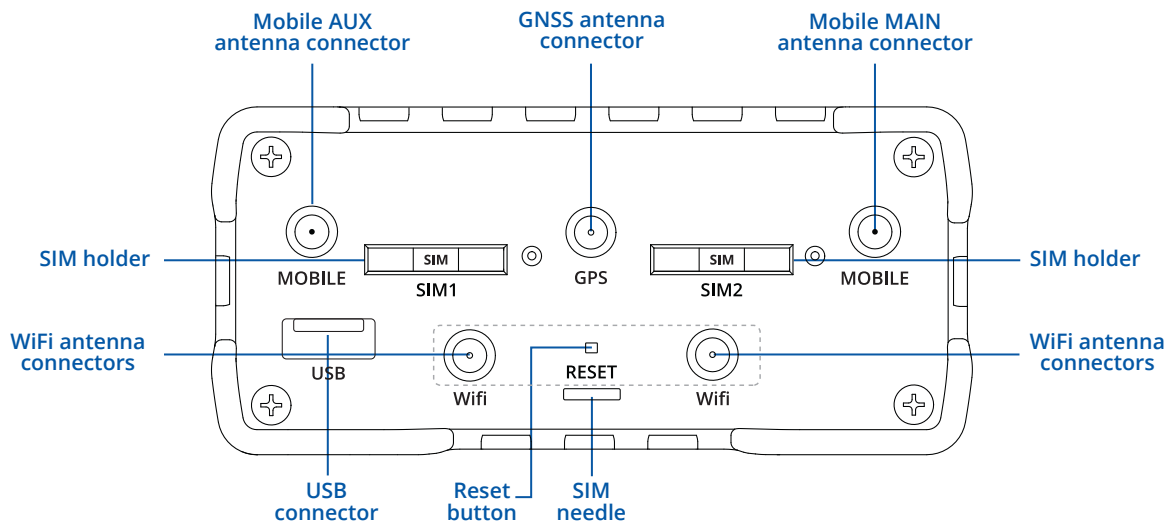 Mobile AUX
antenna connector
GNSS antenna
connector
Mobile MAIN
antenna connector
SIM holder
MOBILE
SIM
SIM1
GPS
SIM
SIM2
MOBILE
SIM holder
WiFi antenna
connectors
USB
Wifi
RESET
Wifi
WiFi antenna
connectors
USB
connector
Reset
button
SIM
needle